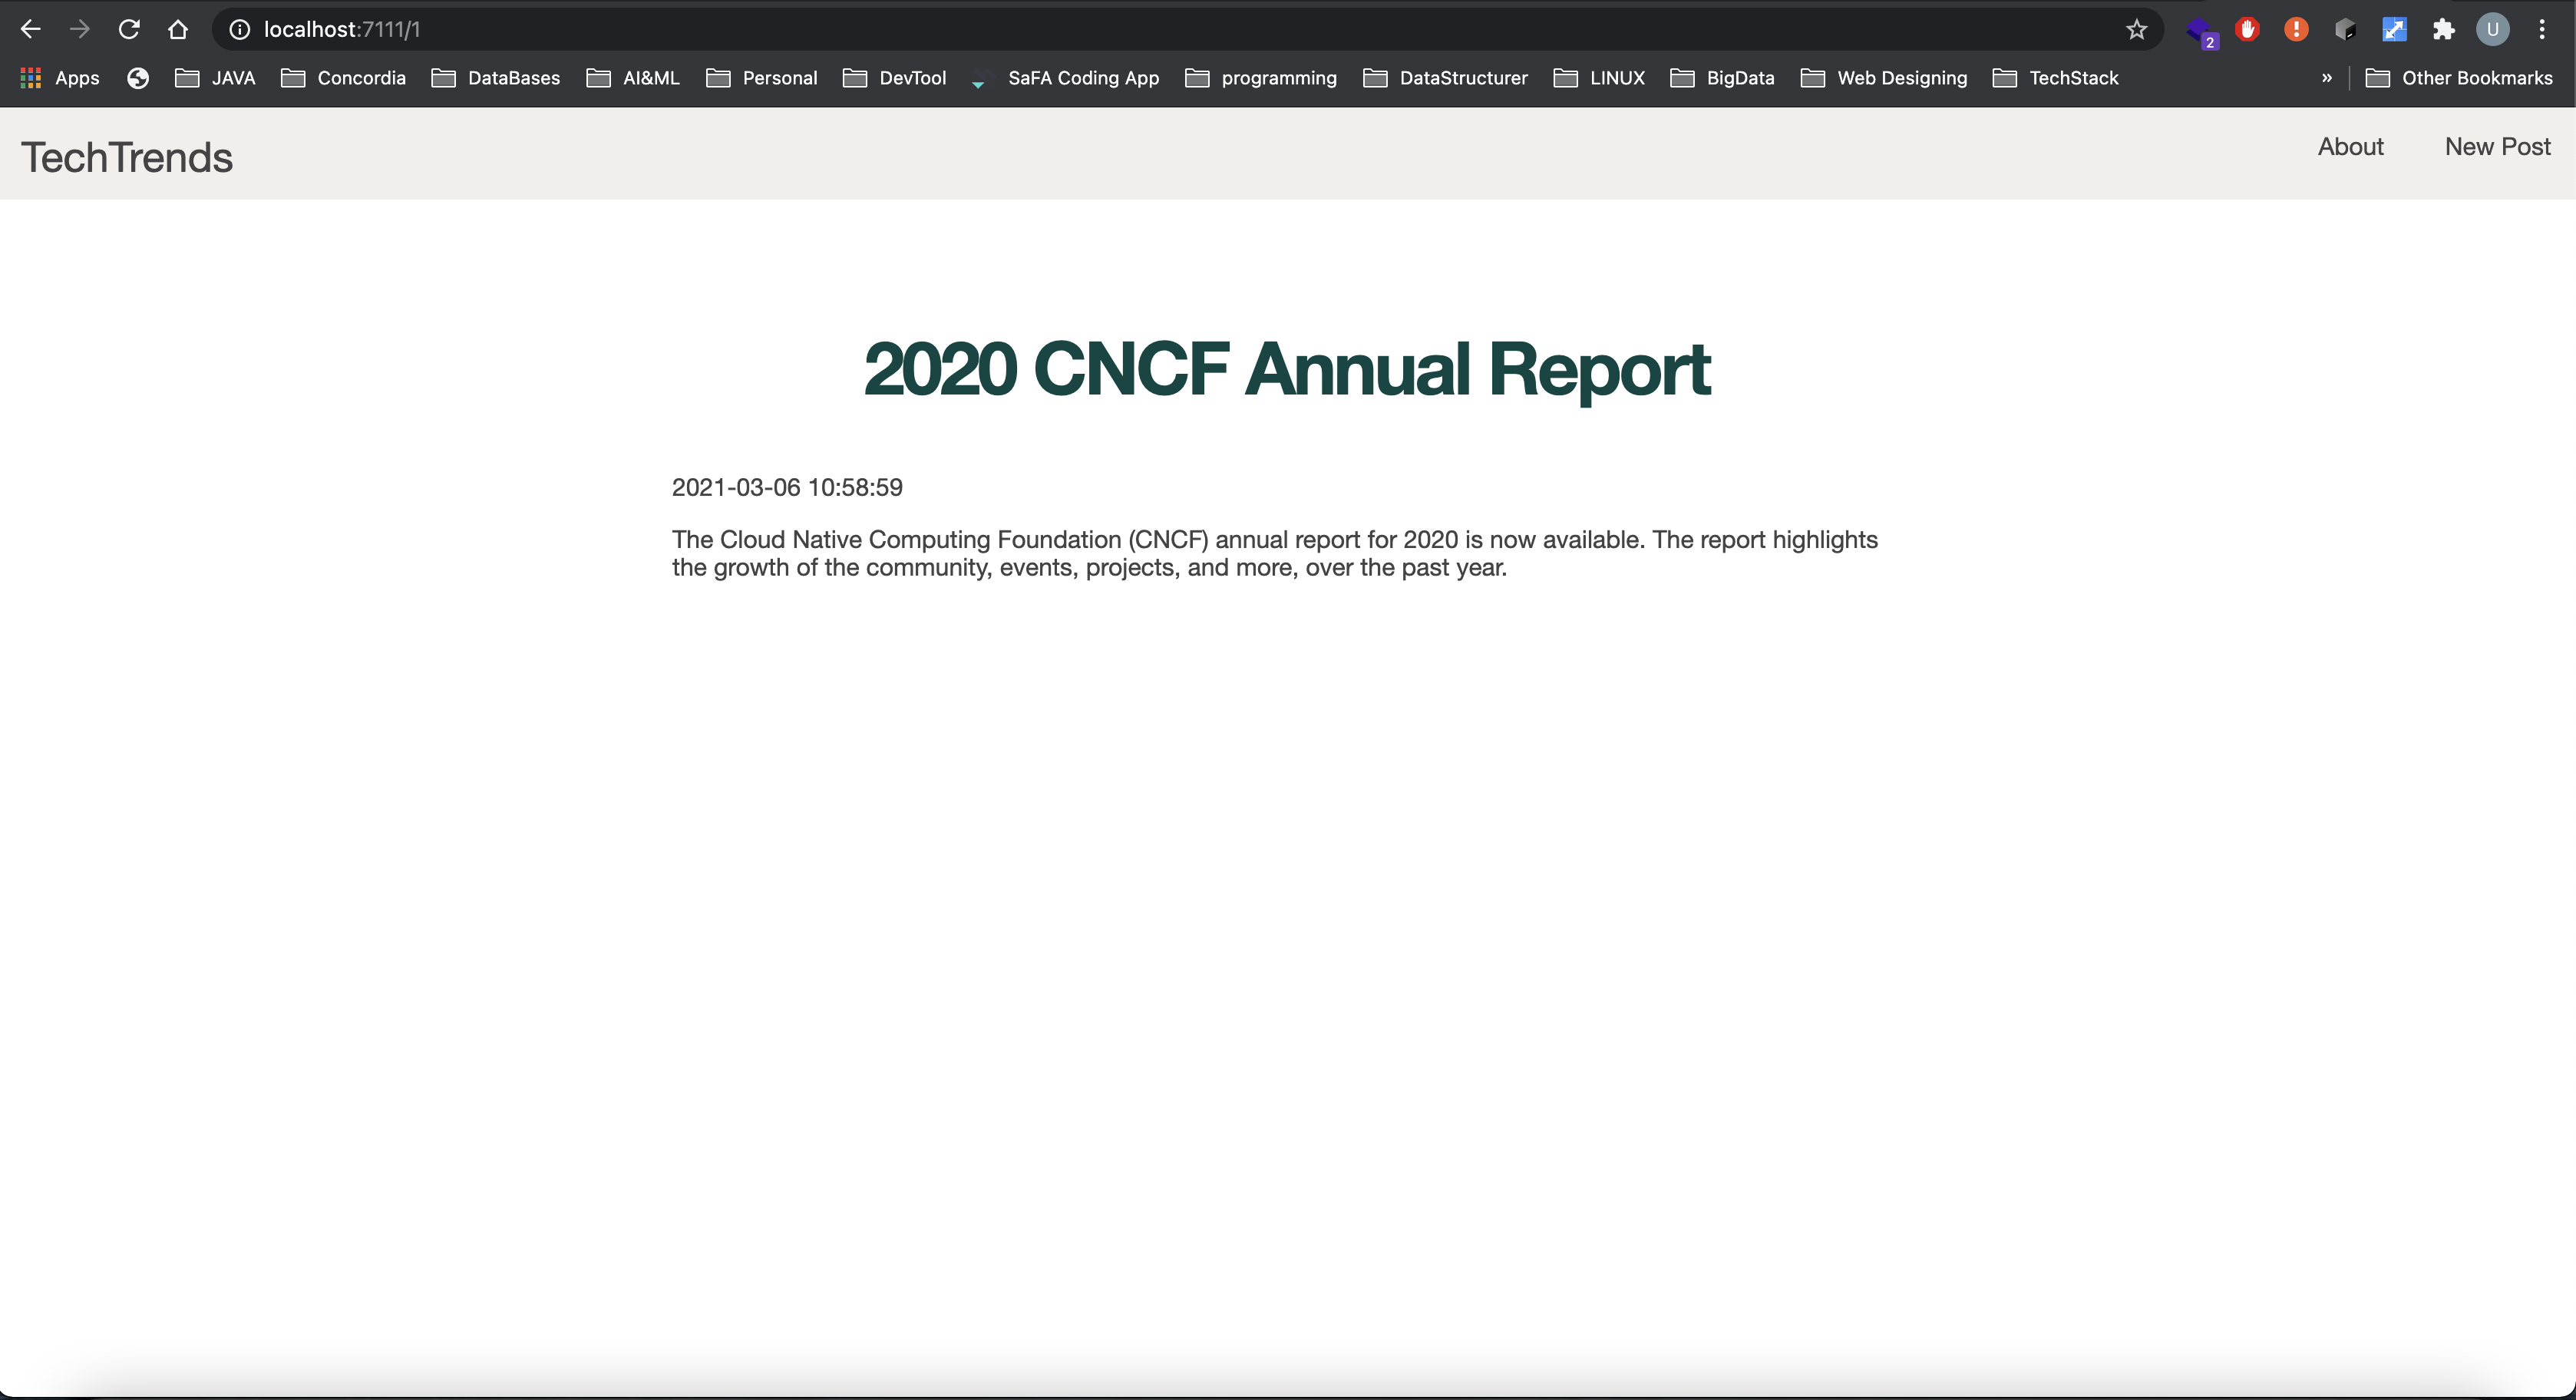 localhost:7111/1
2
U
Apps JAVA Concordia DataBases AI&ML Personal DevTool SaFA Coding App programming DataStructurer LINUX BigData Web Designing TechStack » Other Bookmarks
TechTrends About New Post
2020 CNCF Annual Report
2021-03-06 10:58:59
The Cloud Native Computing Foundation (CNCF) annual report for 2020 is now available. The report highlights
the growth of the community, events, projects, and more, over the past year.